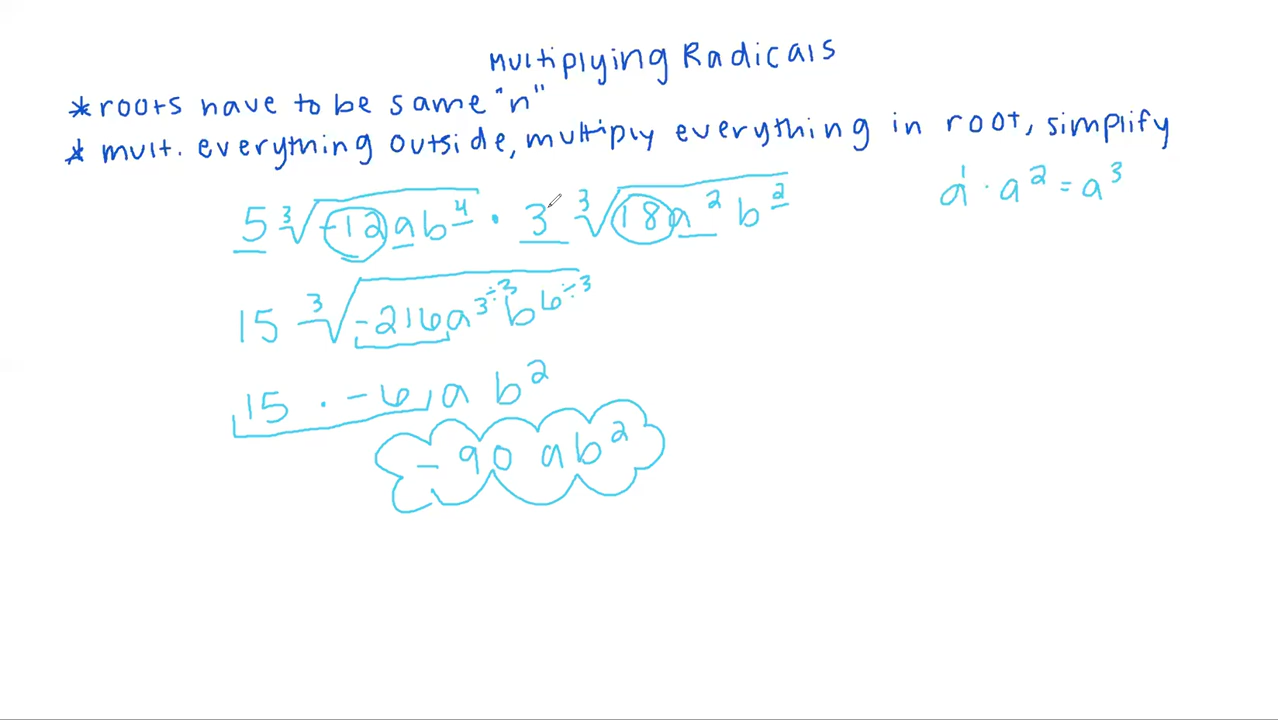 Multiplying Radicals
* roots have to be same "n"
* mult. everything outside, multiply everything in root, simplify
a¹ · a² = a³
5 ∛(-12ab⁴) · 3 ∛(18a²b²)
15 ∛(-216a³÷³b⁶÷³)
15 · -6 a b²
-90 ab²